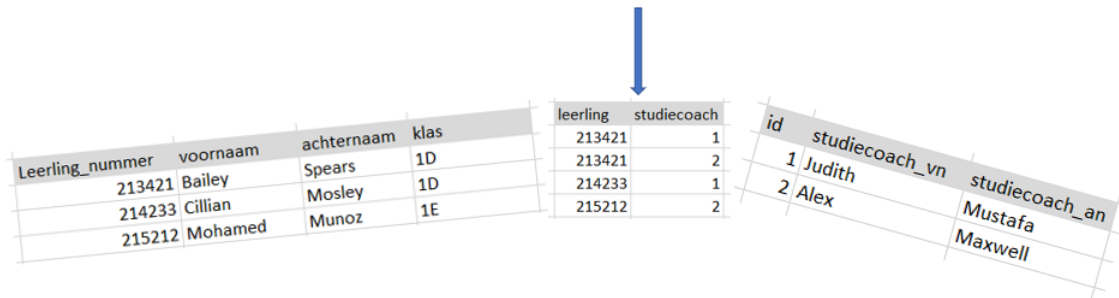 Leerling_nummer voornaam achternaam klas
213421 Bailey Spears 1D
214233 Cillian Mosley 1D
215212 Mohamed Munoz 1E
leerling studiecoach
213421 1
213421 2
214233 1
215212 2
id studiecoach_vn studiecoach_an
1 Judith Mustafa
2 Alex Maxwell